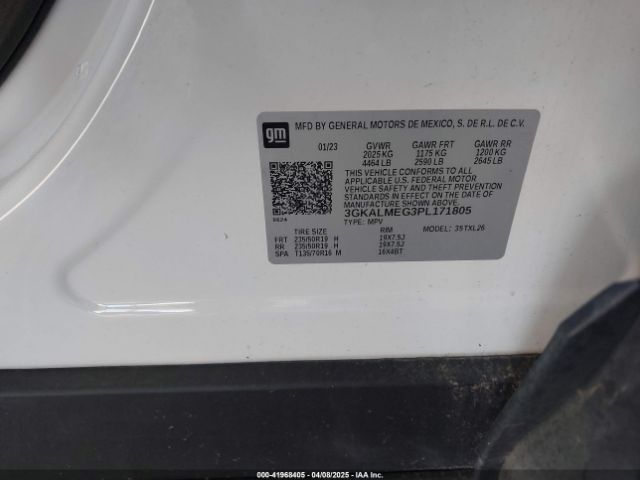 gm
MFD BY GENERAL MOTORS DE MEXICO, S. DE R.L. DE C.V.
01/23 GVWR GAWR FRT GAWR RR
2025 KG 1175 KG 1200 KG
4464 LB 2590 LB 2645 LB
THIS VEHICLE CONFORMS TO ALL
APPLICABLE U.S. FEDERAL MOTOR
VEHICLE SAFETY AND THEFT PREVENTION
STANDARDS IN EFFECT ON THE DATE OF
MANUFACTURE SHOWN ABOVE.
3GKALMEG3PL171805
TYPE: MPV
TIRE SIZE RIM MODEL: 35TXL26
FRT 235/50R19 H 19X7.5J
RR 235/50R19 H 19X7.5J
SPA T135/70R16 M 16X4BT
000-41968405 04/08/2025 - IAAI.com